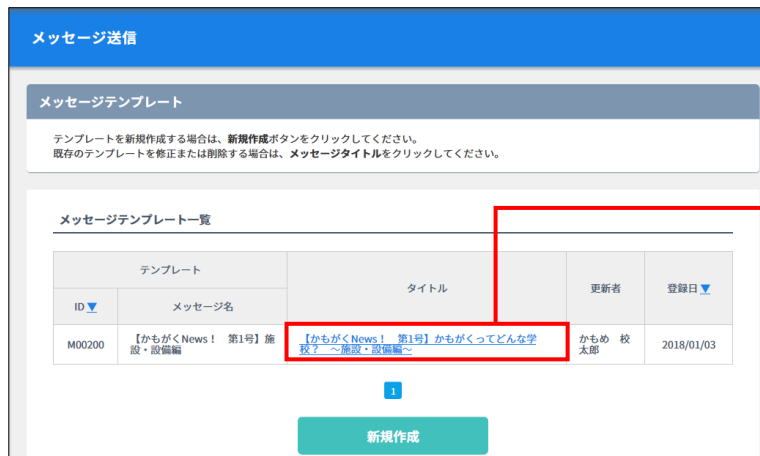 メッセージ送信
メッセージテンプレート
テンプレートを新規作成する場合は、新規作成ボタンをクリックしてください。
既存のテンプレートを修正または削除する場合は、メッセージタイトルをクリックしてください。
メッセージテンプレート一覧
テンプレート
タイトル
更新者
登録日▼
ID▼
メッセージ名
M00200
【かもがくNews！　第1号】施
設・設備編
【かもがくNews！　第1号】かもがくってどんな学
校？　～施設・設備編～
かもめ　校
太郎
2018/01/03
1
新規作成